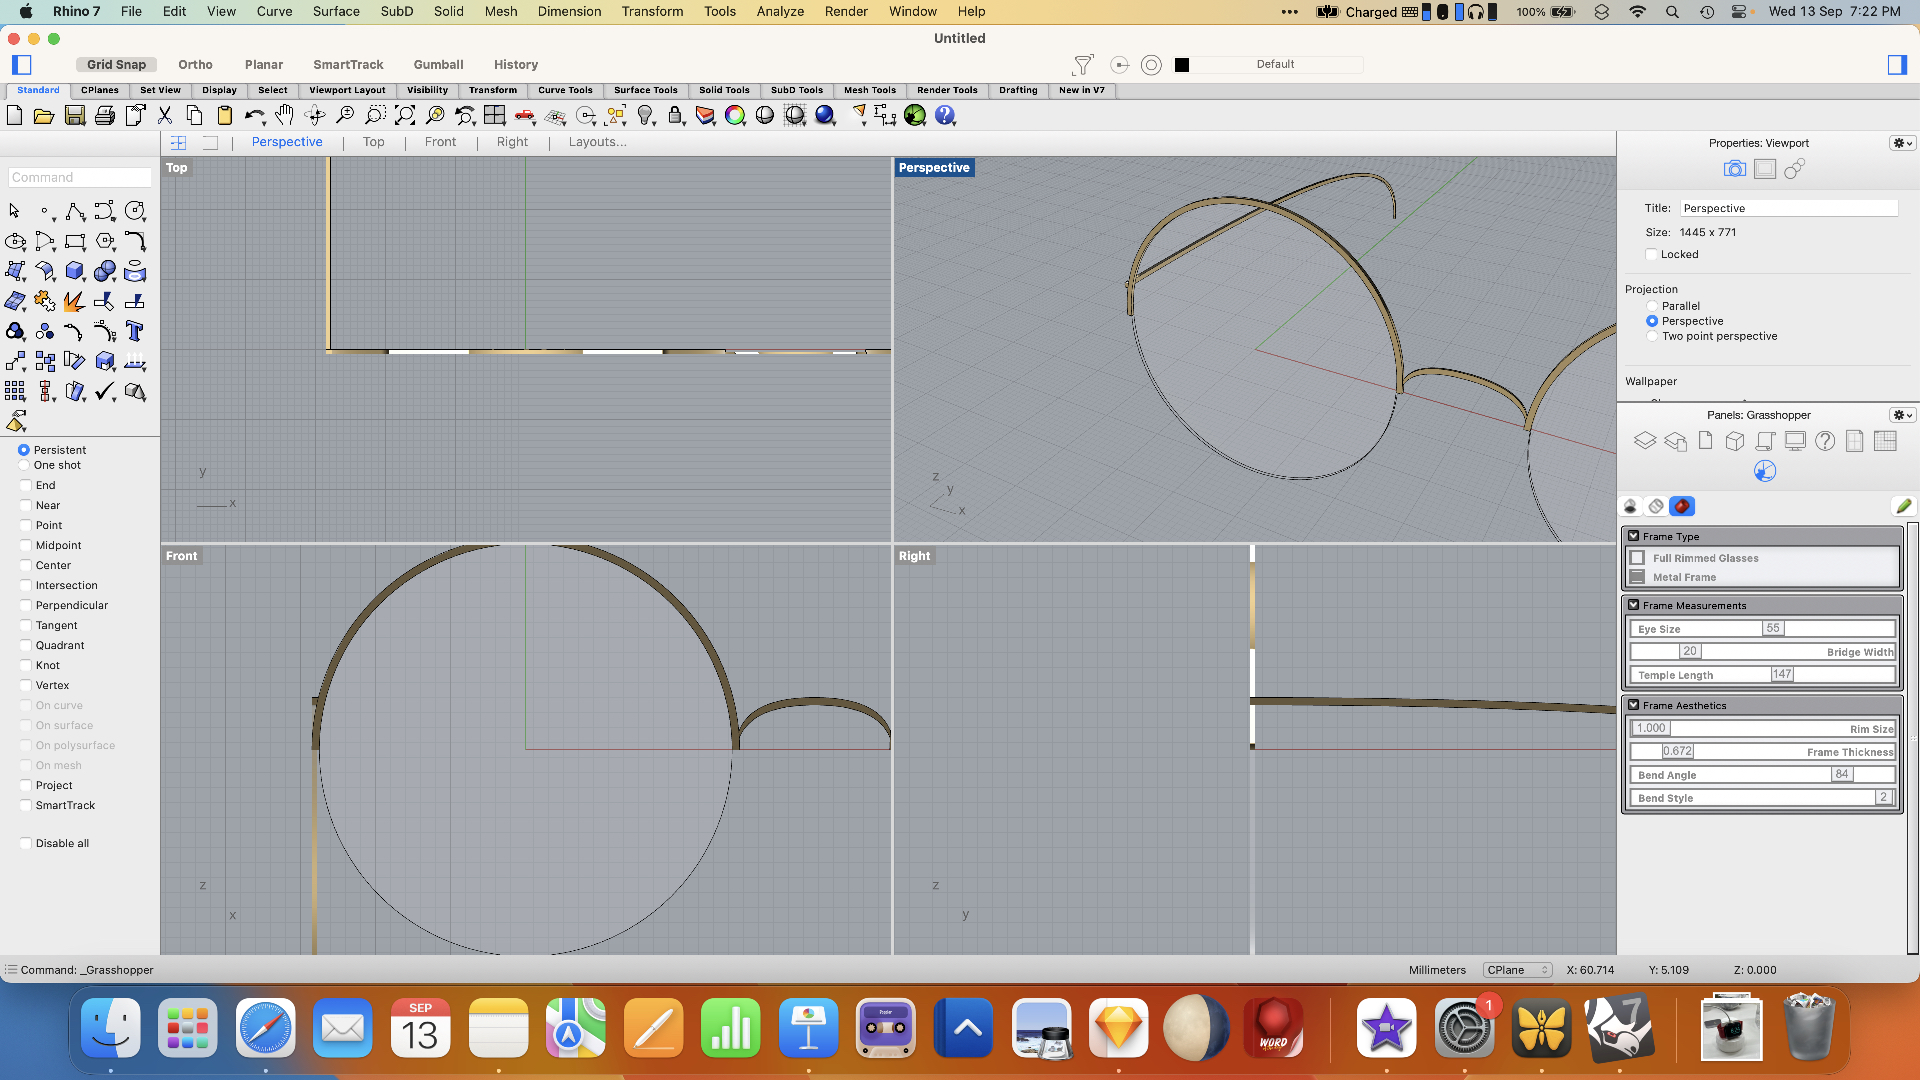 Rhino 7 File Edit View Curve Surface SubD Solid Mesh Dimension Transform Tools Analyze Render Window Help ••• Charged 100% Wed 13 Sep 7:22 PM
Untitled
Grid Snap Ortho Planar SmartTrack Gumball History Default
Standard CPlanes Set View Display Select Viewport Layout Visibility Transform Curve Tools Surface Tools Solid Tools SubD Tools Mesh Tools Render Tools Drafting New in V7
Perspective Top Front Right Layouts...
Command
Persistent
One shot
End
Near
Point
Midpoint
Center
Intersection
Perpendicular
Tangent
Quadrant
Knot
Vertex
On curve
On surface
On polysurface
On mesh
Project
SmartTrack
Disable all
Top
y
x
Perspective
z
y
x
Front
z
x
Right
z
y
Properties: Viewport
Title: Perspective
Size: 1445 x 771
Locked
Projection
Parallel
Perspective
Two point perspective
Wallpaper
Panels: Grasshopper
Frame Type
Full Rimmed Glasses
Metal Frame
Frame Measurements
Eye Size 55
20 Bridge Width
Temple Length 147
Frame Aesthetics
1.000 Rim Size
0.672 Frame Thickness
Bend Angle 84
Bend Style 2
Command: _Grasshopper
Millimeters CPlane X: 60.714 Y: 5.109 Z: 0.000
SEP
13
WORD
1
7